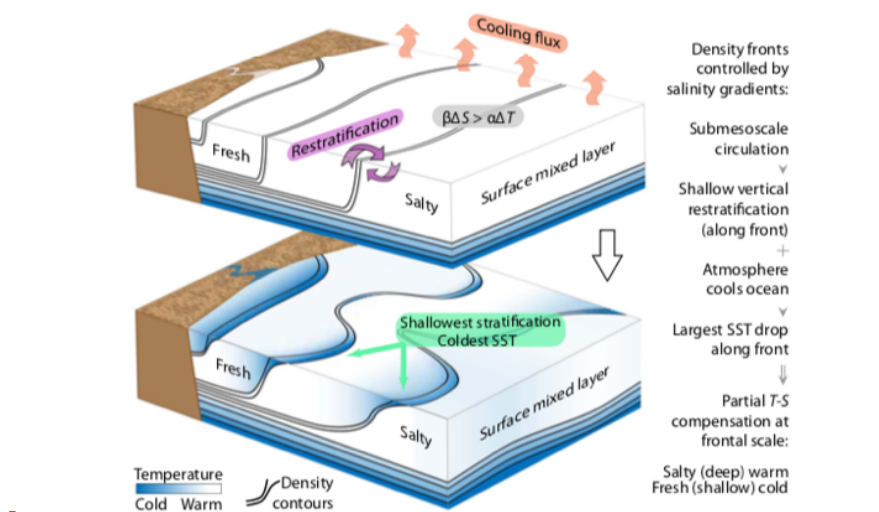 Cooling flux
βΔS > αΔT
Restratification
Fresh
Salty
Surface mixed layer
Shallowest stratification
Coldest SST
Fresh
Salty
Surface mixed layer
Temperature
Cold Warm
Density
contours
Density fronts
controlled by
salinity gradients:
Submesoscale
circulation
Shallow vertical
restratification
(along front)
+
Atmosphere
cools ocean
Largest SST drop
along front
Partial T-S
compensation at
frontal scale:
Salty (deep) warm
Fresh (shallow) cold